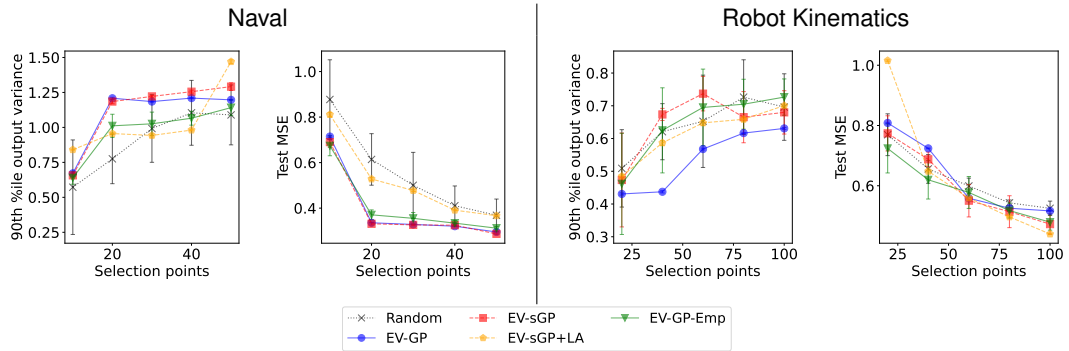 Naval
Robot Kinematics
90th %ile output variance
1.50
1.25
1.00
0.75
0.50
0.25
20
40
Selection points
Test MSE
1.0
0.8
0.6
0.4
20
40
Selection points
90th %ile output variance
0.8
0.7
0.6
0.5
0.4
0.3
25
50
75
100
Selection points
Test MSE
1.0
0.8
0.6
25
50
75
100
Selection points
Random
EV-GP
EV-sGP
EV-sGP+LA
EV-GP-Emp